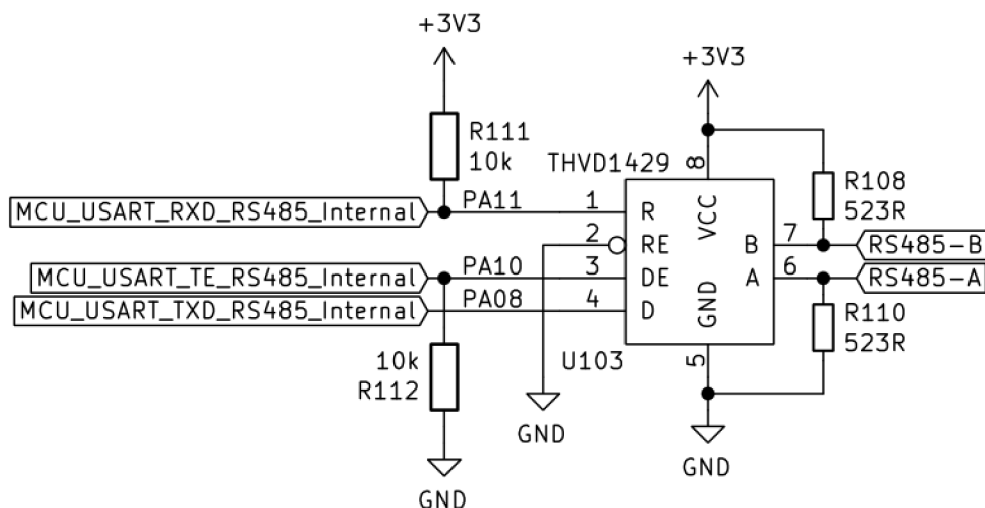 +3V3
+3V3
R111
10k
THVD1429
8
R108
523R
MCU_USART_RXD_RS485_Internal
PA11
1
R
VCC
2
RE
B
7
RS485-B
MCU_USART_TE_RS485_Internal
PA10
3
DE
A
6
RS485-A
MCU_USART_TXD_RS485_Internal
PA08
4
D
GND
R110
523R
10k
R112
U103
5
GND
GND
GND